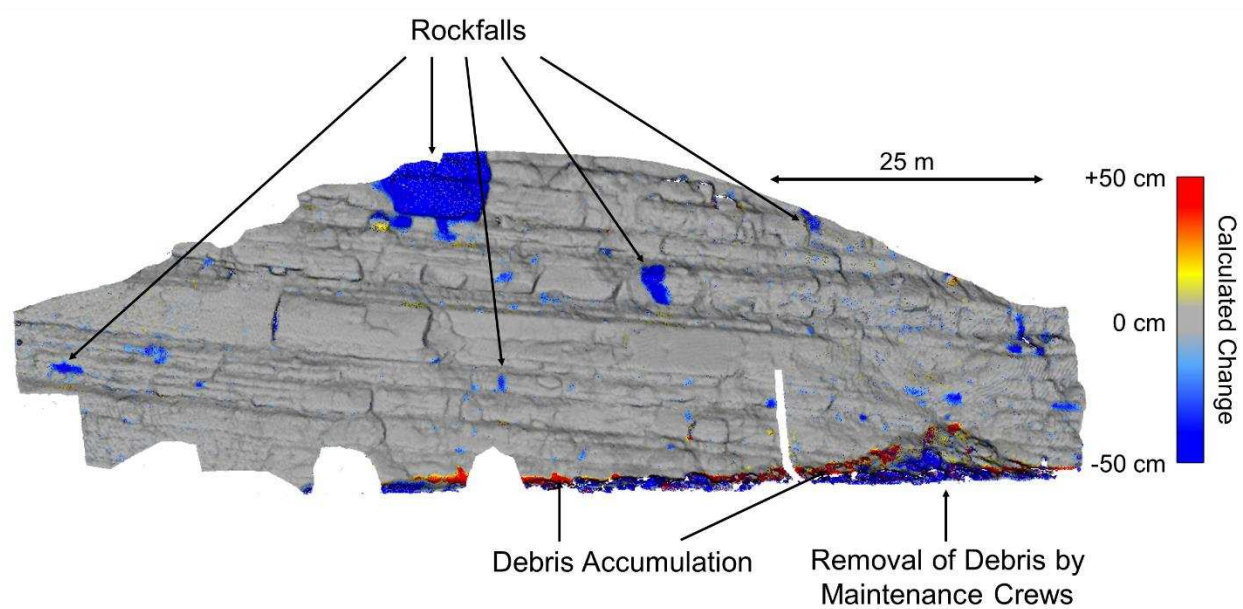 Rockfalls
25 m
+50 cm
0 cm
-50 cm
Calculated Change
Debris Accumulation
Removal of Debris by
Maintenance Crews